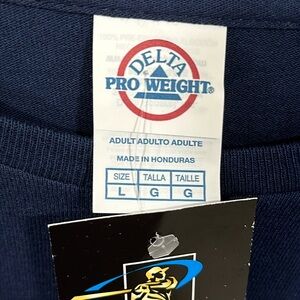 DELTA
PRO WEIGHT®
ADULT ADULTO ADULTE
MADE IN HONDURAS
SIZE TALLA TAILLE
L G G